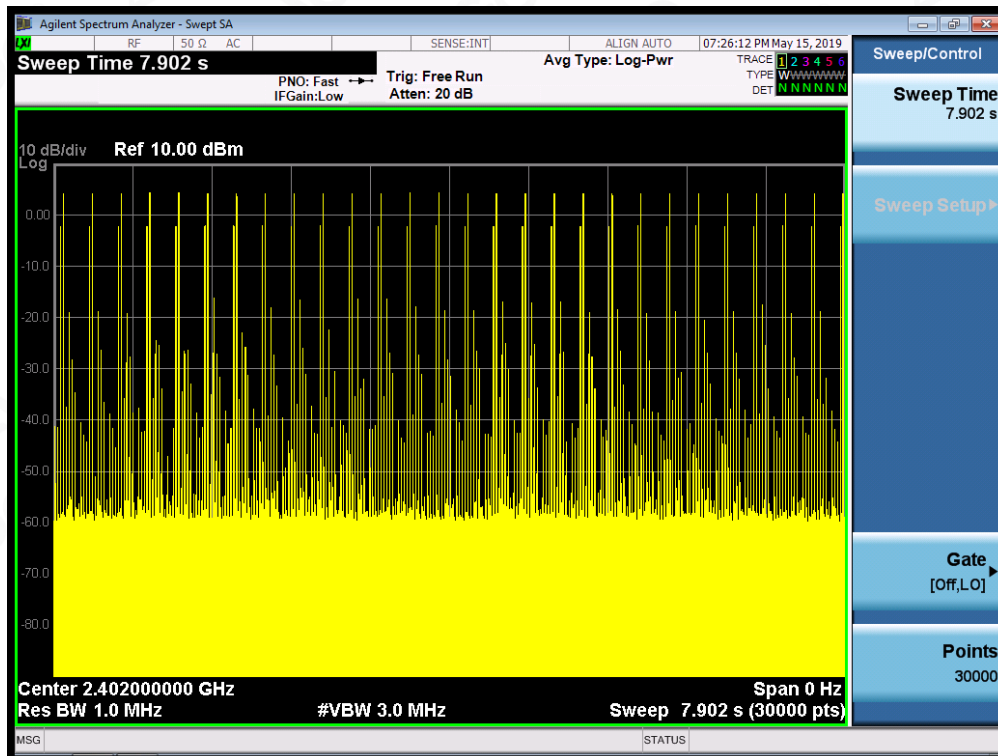 Agilent Spectrum Analyzer - Swept SA
LXI RF 50 Ω AC SENSE:INT ALIGN AUTO 07:26:12 PM May 15, 2019
Sweep Time 7.902 s
PNO: Fast
IFGain:Low
Trig: Free Run
Atten: 20 dB
Avg Type: Log-Pwr
TRACE 1 2 3 4 5 6
TYPE WWWWWWW
DET N N N N N N
10 dB/div Ref 10.00 dBm
Log
0.00
-10.0
-20.0
-30.0
-40.0
-50.0
-60.0
-70.0
-80.0
Center 2.402000000 GHz Span 0 Hz
Res BW 1.0 MHz #VBW 3.0 MHz Sweep 7.902 s (30000 pts)
MSG STATUS
Sweep/Control
Sweep Time
7.902 s
Sweep Setup
Gate
[Off,LO]
Points
30000